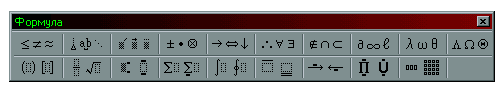 Формула
≤ ≠ ≈ ∴ ∀ ∃ ∉ ∩ ⊂ ∂ ∞ ℓ λ ω θ Λ Ω Θ